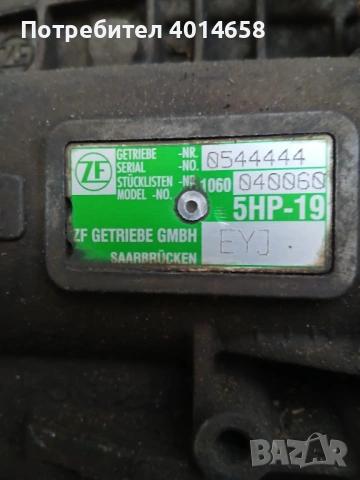 Потребител 4014658
ZF
GETRIEBE -NR. 0544444
SERIAL -NO.
STÜCKLISTEN -NR 1060 040060
MODEL -NO.
5HP-19
ZF GETRIEBE GMBH EYJ
SAARBRÜCKEN
BAZAR